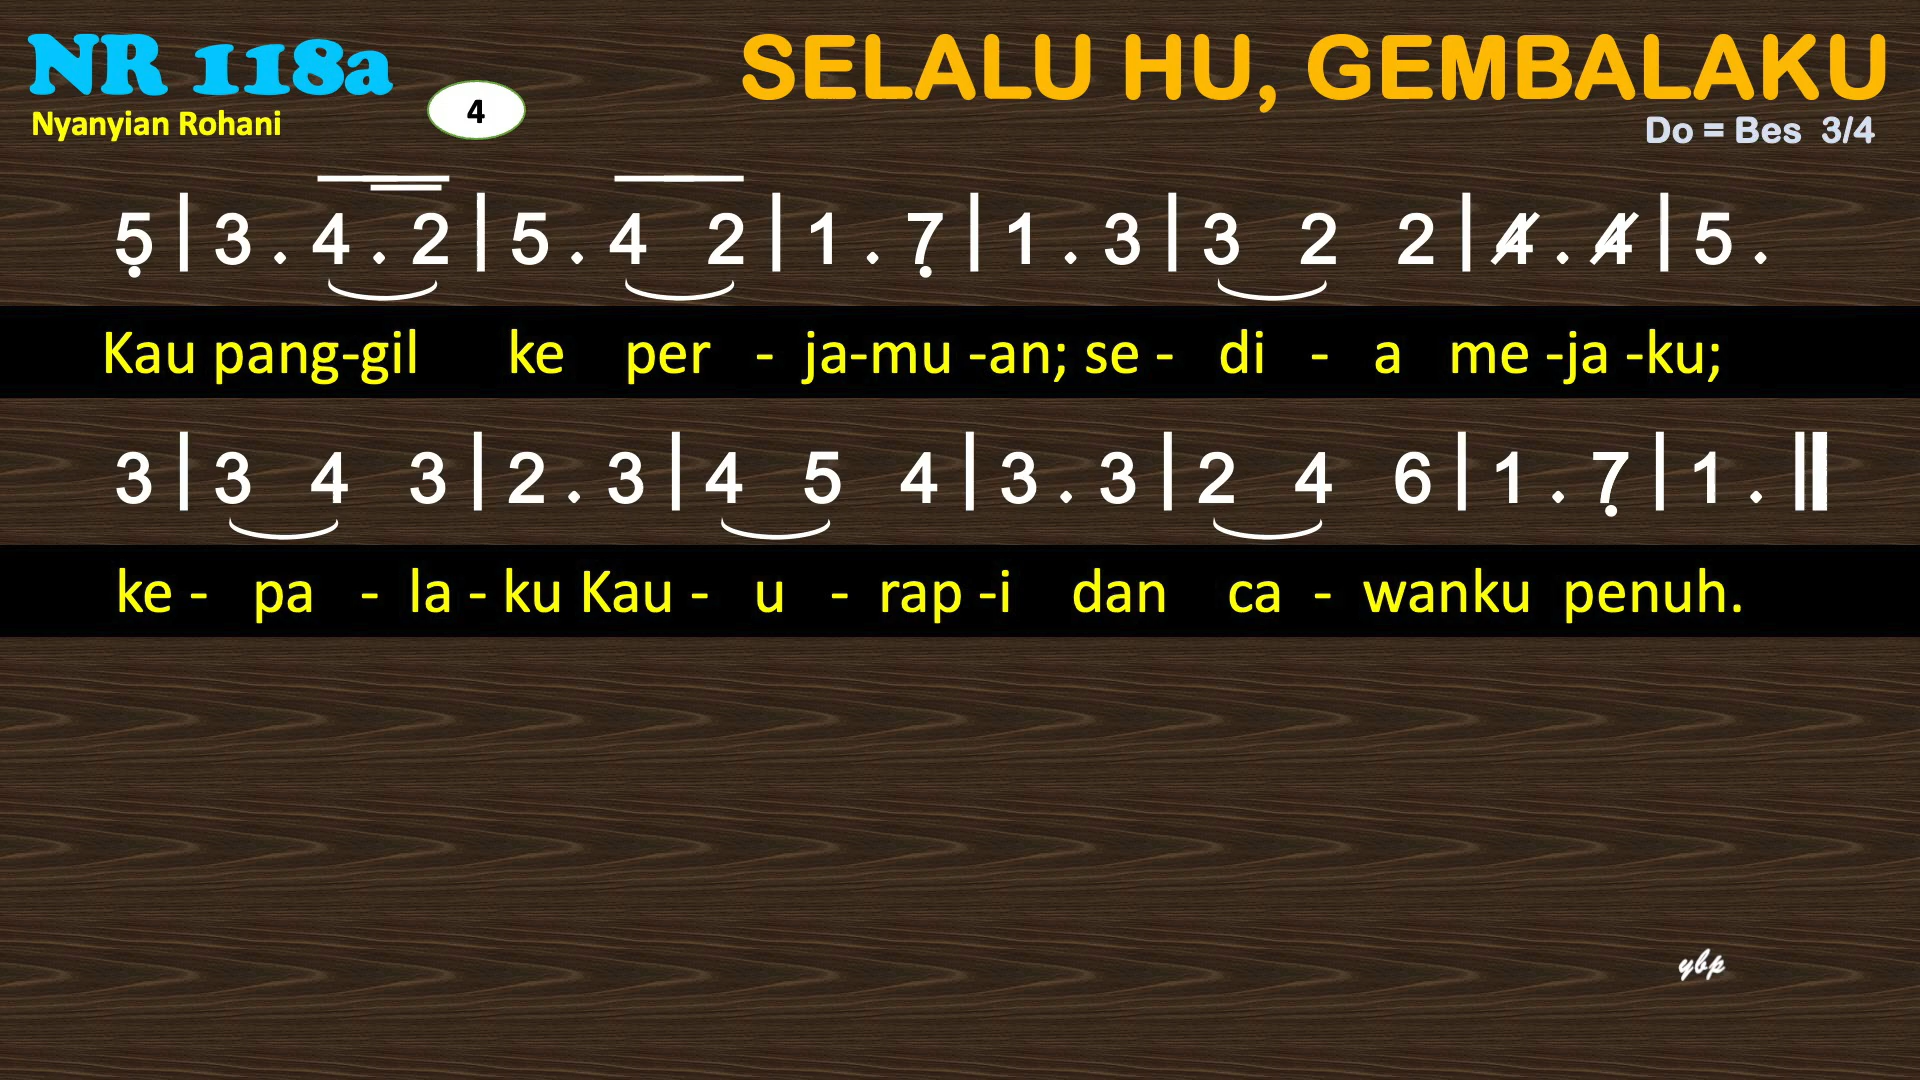 NR 118a
SELALU HU, GEMBALAKU
Nyanyian Rohani
4
Do = Bes 3/4
5̣ | 3 . 4 . 2 | 5 . 4 2 | 1 . 7̣ | 1 . 3 | 3 2 2 | 4̸ . 4̸ | 5 .
Kau pang-gil ke per - ja-mu -an; se - di - a me -ja -ku;
3 | 3 4 3 | 2 . 3 | 4 5 4 | 3 . 3 | 2 4 6 | 1 . 7̣ | 1 . ||
ke - pa - la - ku Kau - u - rap -i dan ca - wanku penuh.
ybp